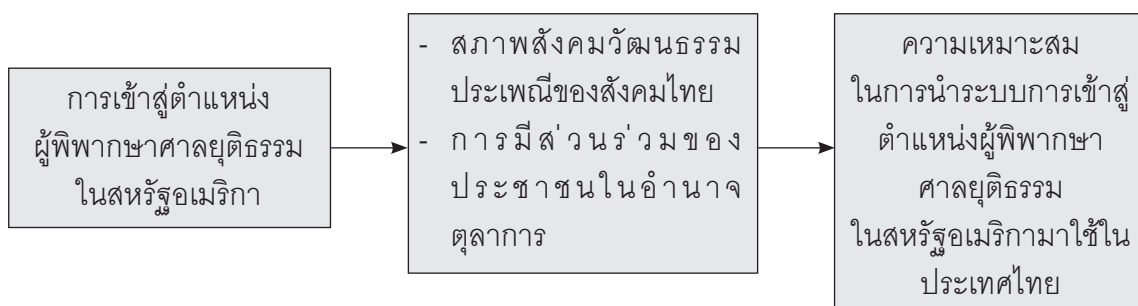 การเข้าสู่ตำแหน่ง
ผู้พิพากษาศาลยุติธรรม
ในสหรัฐอเมริกา
- สภาพสังคมวัฒนธรรม
ประเพณีของสังคมไทย
- การมีส่วนร่วมของ
ประชาชนในอำนาจ
ตุลาการ
ความเหมาะสม
ในการนำระบบการเข้าสู่
ตำแหน่งผู้พิพากษา
ศาลยุติธรรม
ในสหรัฐอเมริกามาใช้ใน
ประเทศไทย